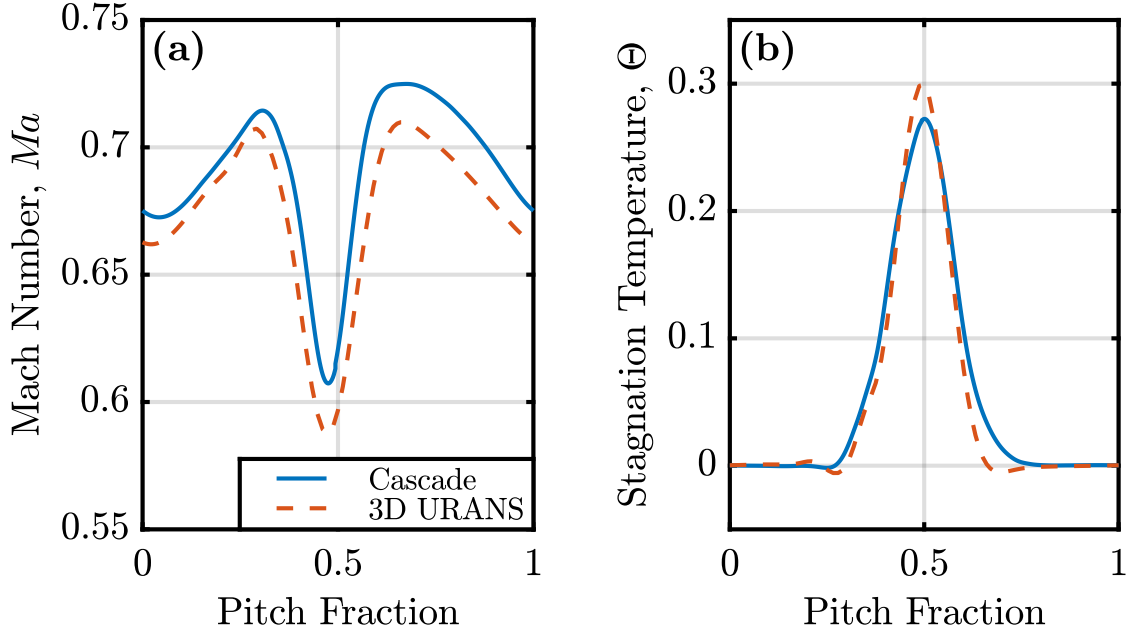 (a)
Mach Number, Ma
0.75
0.7
0.65
0.6
0.55
0
0.5
1
Pitch Fraction
Cascade
3D URANS
(b)
Stagnation Temperature, Θ
0.3
0.2
0.1
0
0
0.5
1
Pitch Fraction